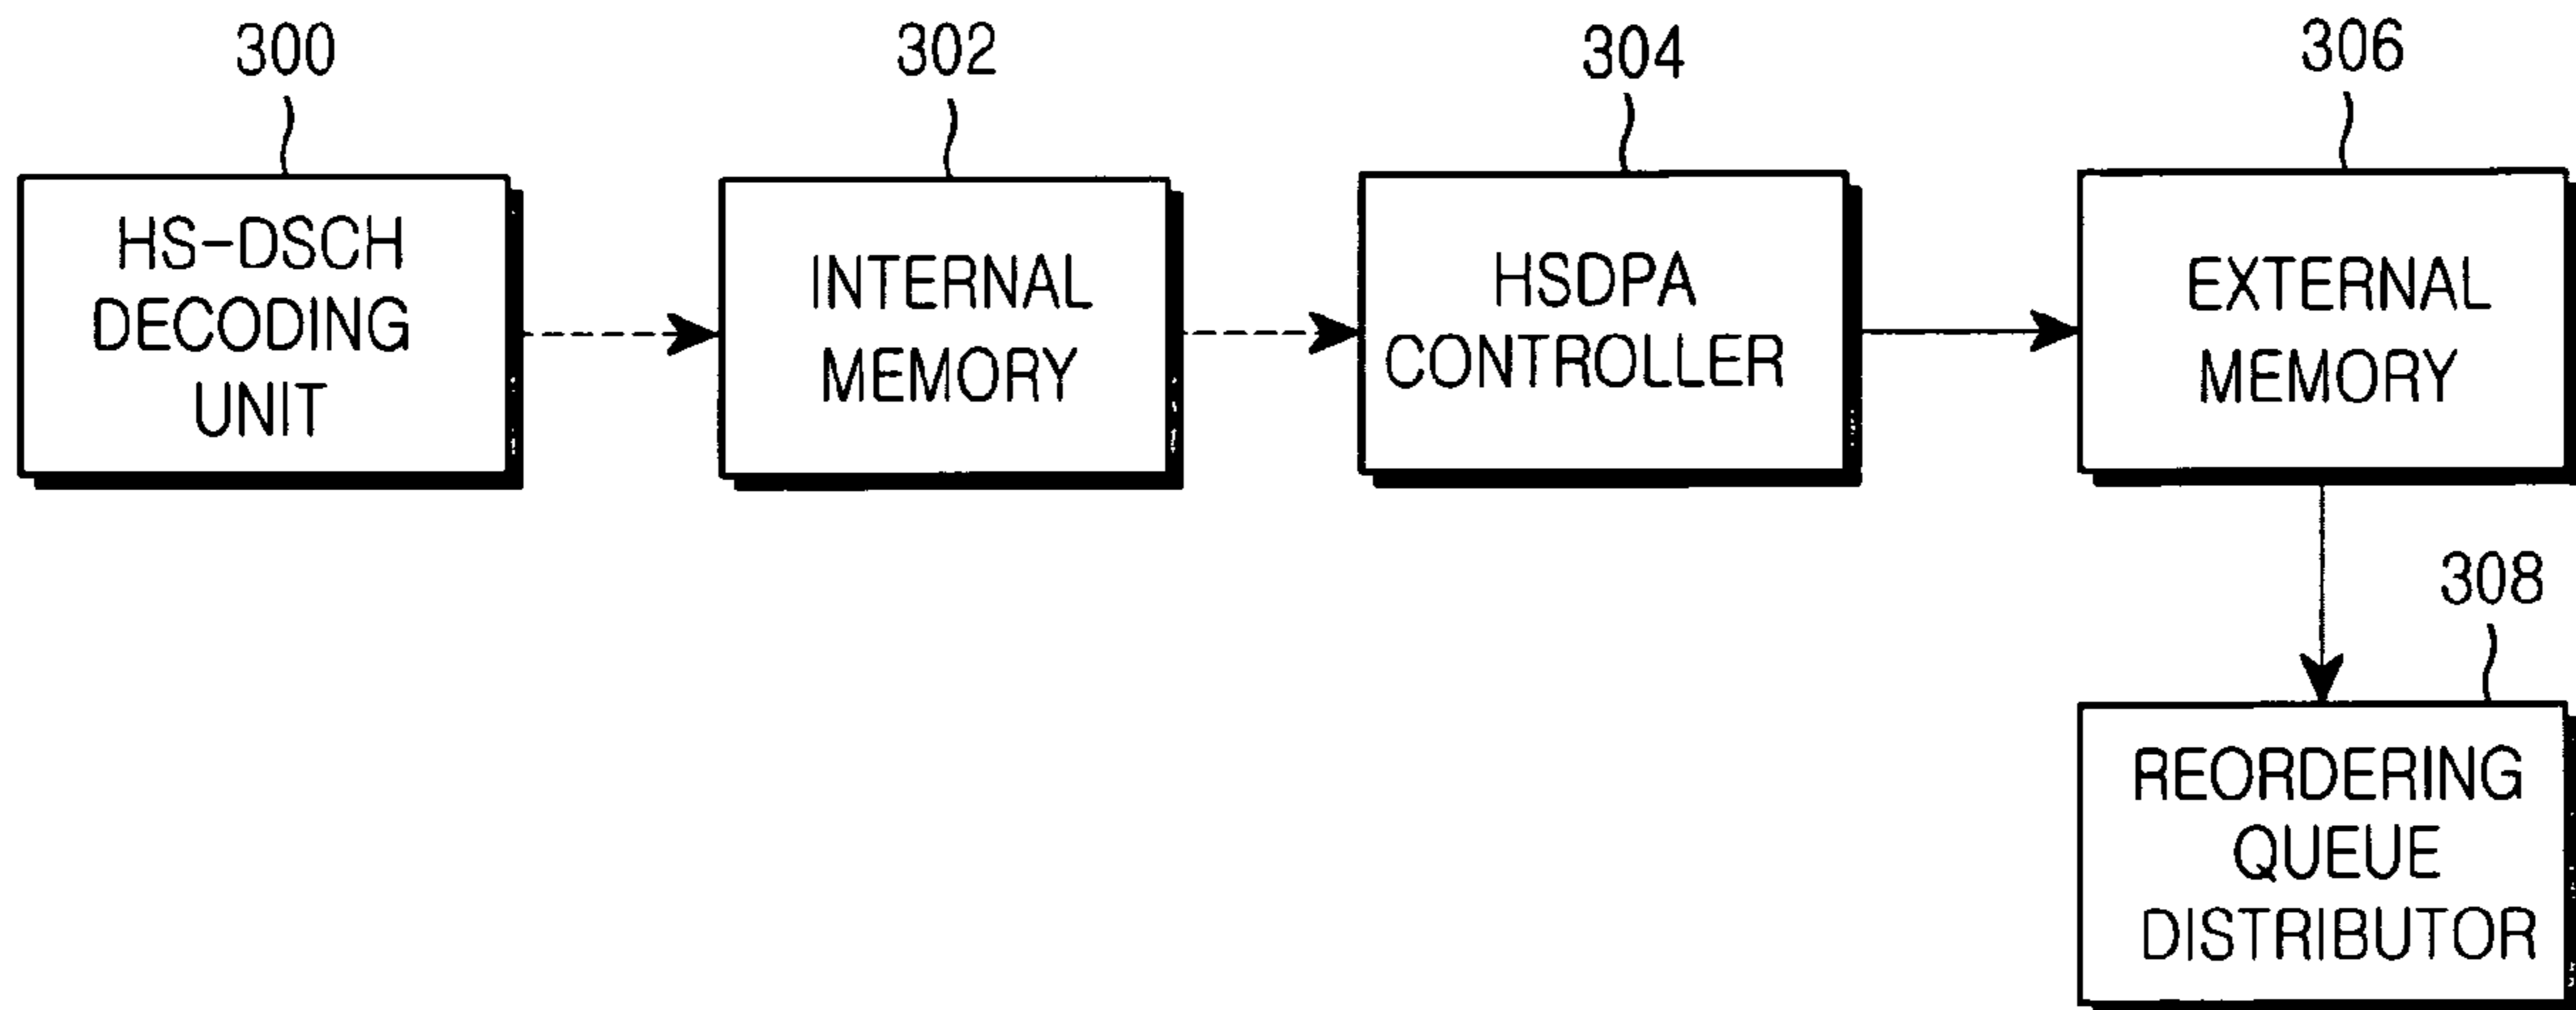 300
302
304
306
HS-DSCH
DECODING
UNIT
INTERNAL
MEMORY
HSDPA
CONTROLLER
EXTERNAL
MEMORY
308
REORDERING
QUEUE
DISTRIBUTOR